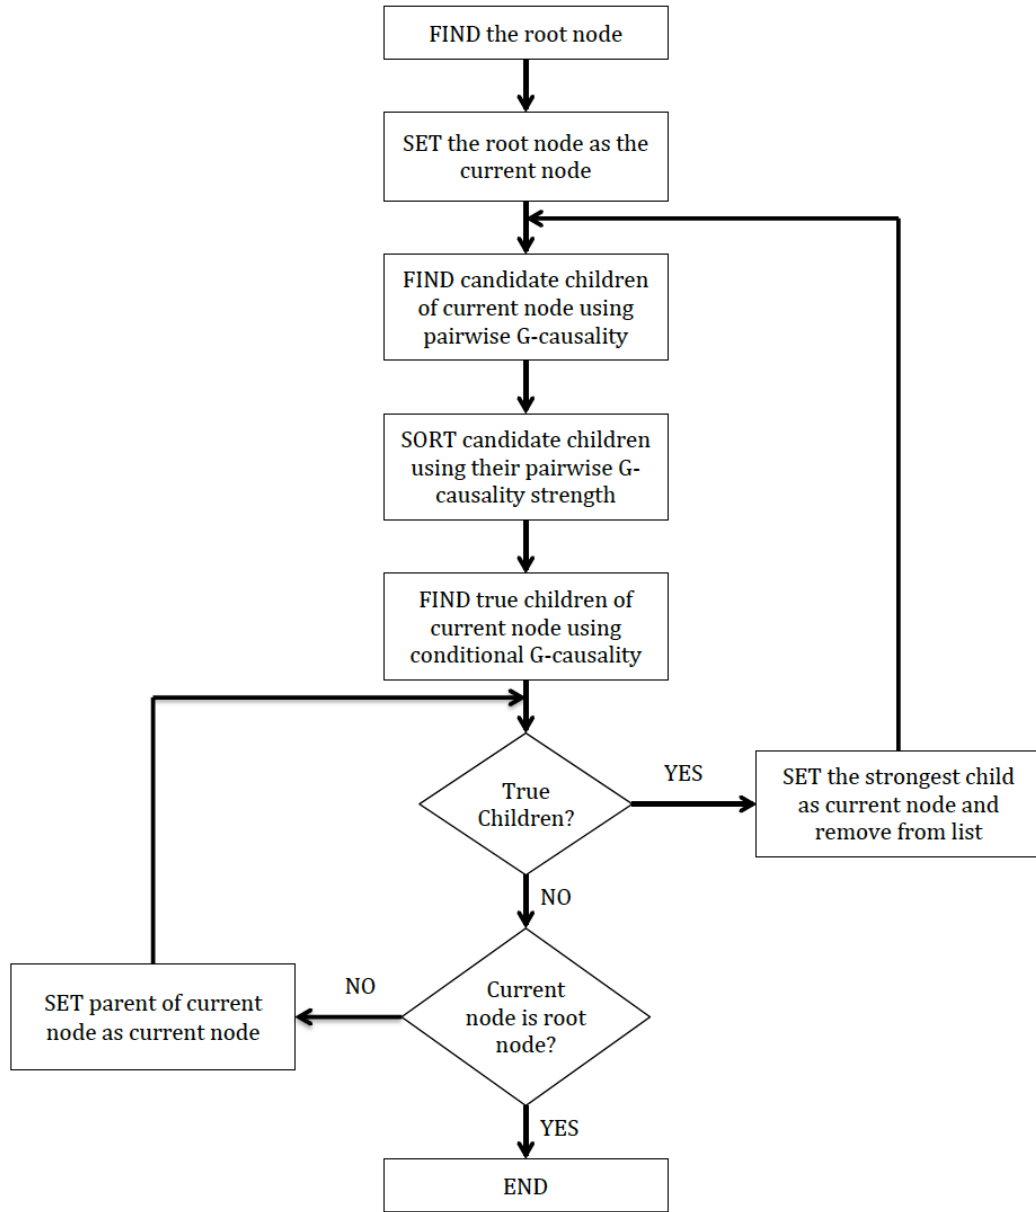 FIND the root node
SET the root node as the
current node
FIND candidate children
of current node using
pairwise G-causality
SORT candidate children
using their pairwise G-
causality strength
FIND true children of
current node using
conditional G-causality
True
Children?
YES
SET the strongest child
as current node and
remove from list
NO
Current
node is root
node?
NO
SET parent of current
node as current node
YES
END